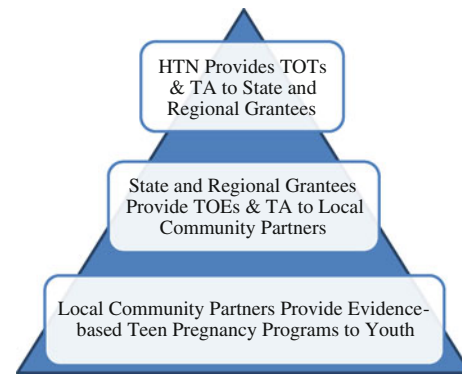 HTN Provides TOTs
& TA to State and
Regional Grantees
State and Regional Grantees
Provide TOEs & TA to Local
Community Partners
Local Community Partners Provide Evidence-
based Teen Pregnancy Programs to Youth